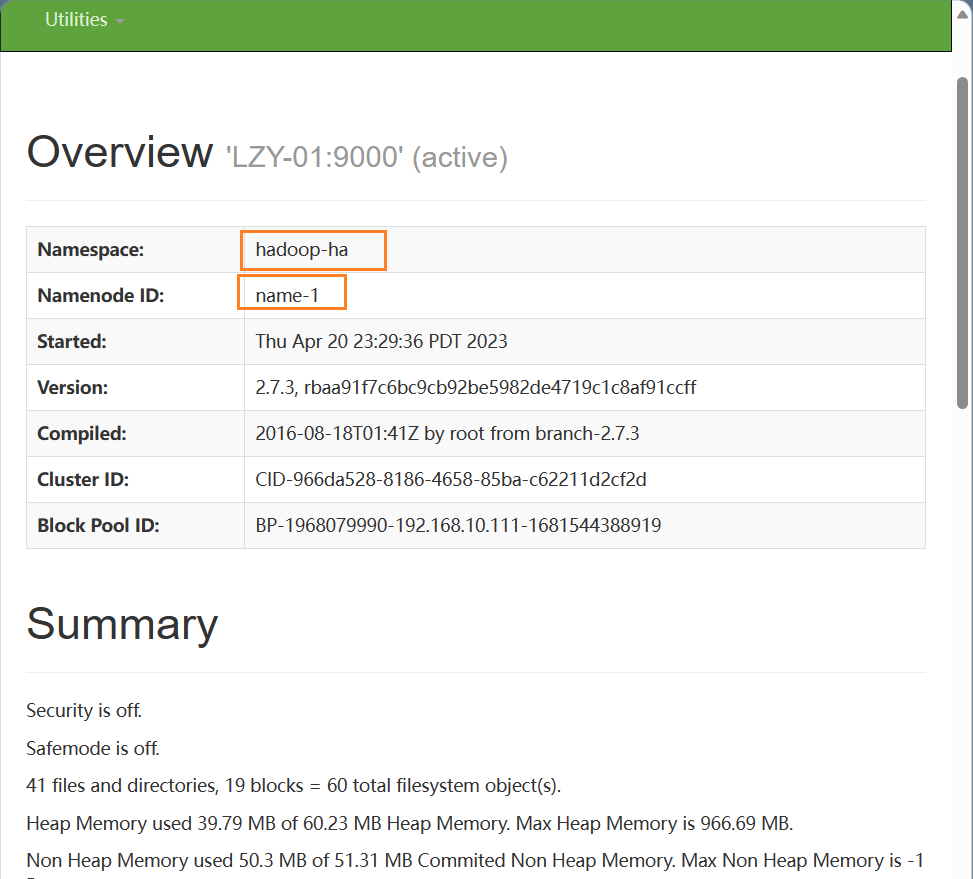 Utilities
Overview 'LZY-01:9000' (active)
Namespace: hadoop-ha
Namenode ID: name-1
Started: Thu Apr 20 23:29:36 PDT 2023
Version: 2.7.3, rbaa91f7c6bc9cb92be5982de4719c1c8af91ccff
Compiled: 2016-08-18T01:41Z by root from branch-2.7.3
Cluster ID: CID-966da528-8186-4658-85ba-c62211d2cf2d
Block Pool ID: BP-1968079990-192.168.10.111-1681544388919
Summary
Security is off.
Safemode is off.
41 files and directories, 19 blocks = 60 total filesystem object(s).
Heap Memory used 39.79 MB of 60.23 MB Heap Memory. Max Heap Memory is 966.69 MB.
Non Heap Memory used 50.3 MB of 51.31 MB Commited Non Heap Memory. Max Non Heap Memory is -1